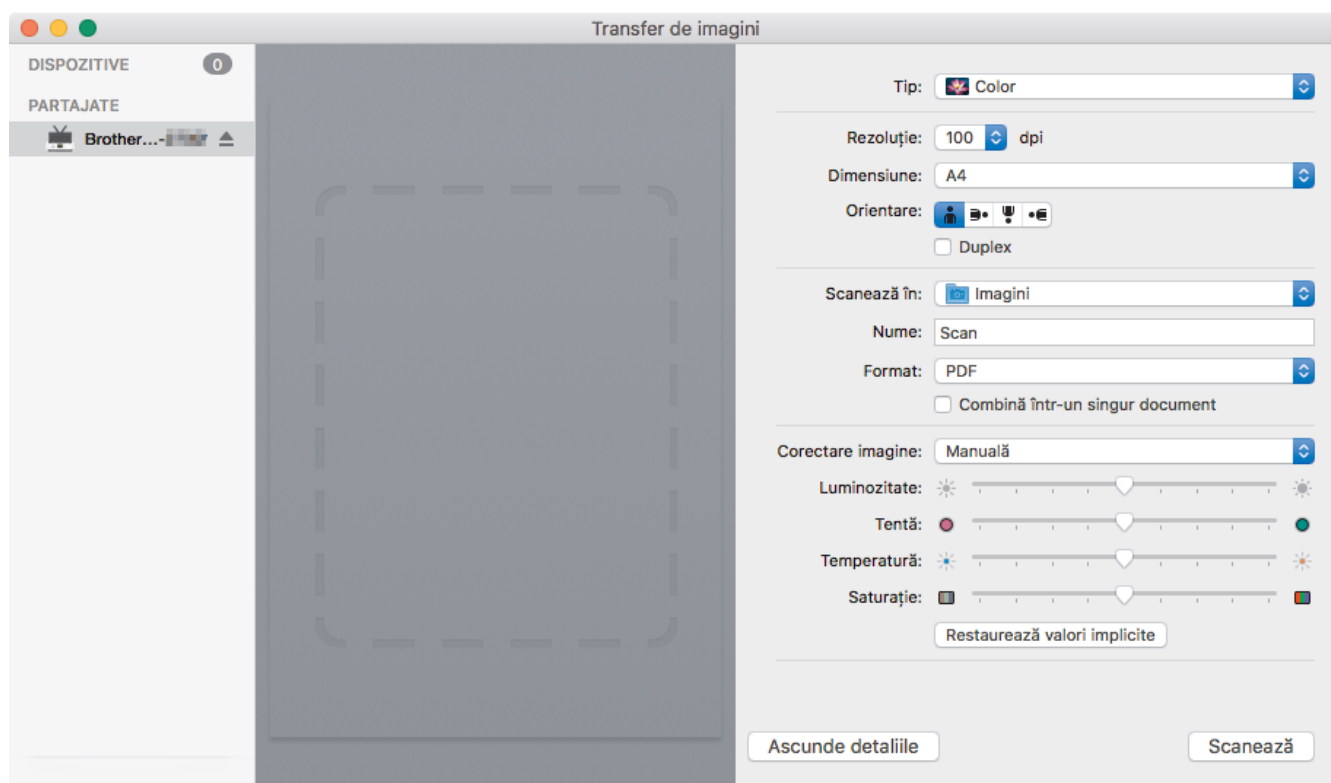 Transfer de imagini
DISPOZITIVE 0
PARTAJATE
Brother...-
Tip: Color
Rezoluție: 100 dpi
Dimensiune: A4
Orientare:
Duplex
Scanează în: Imagini
Nume: Scan
Format: PDF
Combină într-un singur document
Corectare imagine: Manuală
Luminozitate:
Tentă:
Temperatură:
Saturație:
Restaurează valori implicite
Ascunde detaliile Scanează